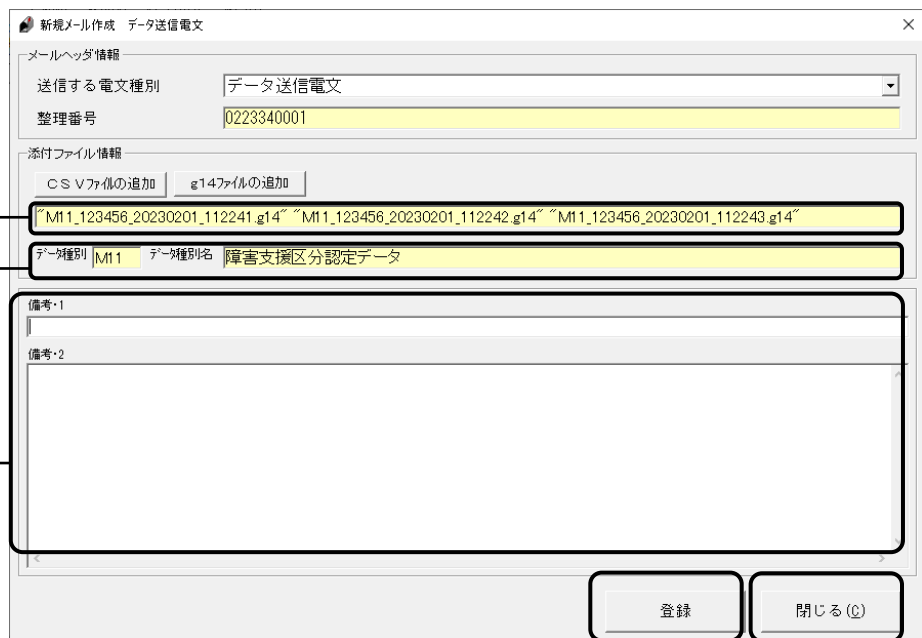 新規メール作成　データ送信電文
メールヘッダ情報
送信する電文種別
データ送信電文
整理番号
0223340001
添付ファイル情報
ＣＳＶファイルの追加
g14ファイルの追加
"M11_123456_20230201_112241.g14" "M11_123456_20230201_112242.g14" "M11_123456_20230201_112243.g14"
データ種別 M11 データ種別名 障害支援区分認定データ
備考・1
備考・2
登録
閉じる(C)